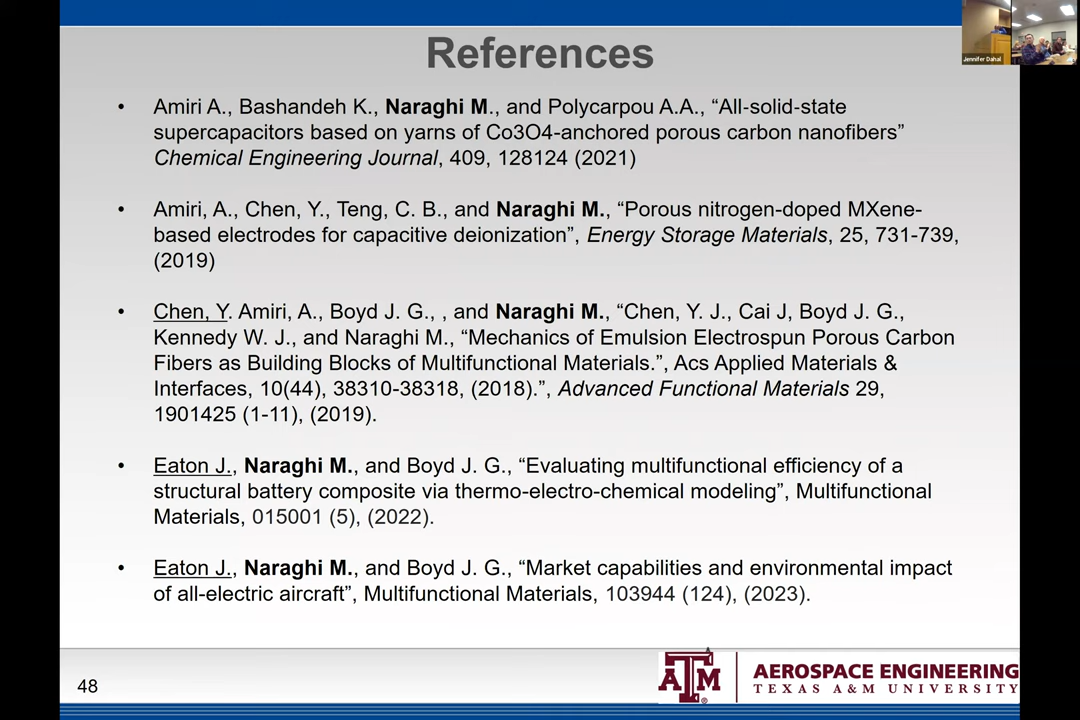 References
Jennifer Dahal
• Amiri A., Bashandeh K., Naraghi M., and Polycarpou A.A., “All-solid-state
supercapacitors based on yarns of Co3O4-anchored porous carbon nanofibers”
Chemical Engineering Journal, 409, 128124 (2021)
• Amiri, A., Chen, Y., Teng, C. B., and Naraghi M., “Porous nitrogen-doped MXene-
based electrodes for capacitive deionization”, Energy Storage Materials, 25, 731-739,
(2019)
• Chen, Y. Amiri, A., Boyd J. G., , and Naraghi M., “Chen, Y. J., Cai J, Boyd J. G.,
Kennedy W. J., and Naraghi M., “Mechanics of Emulsion Electrospun Porous Carbon
Fibers as Building Blocks of Multifunctional Materials.”, Acs Applied Materials &
Interfaces, 10(44), 38310-38318, (2018).”, Advanced Functional Materials 29,
1901425 (1-11), (2019).
• Eaton J., Naraghi M., and Boyd J. G., “Evaluating multifunctional efficiency of a
structural battery composite via thermo-electro-chemical modeling”, Multifunctional
Materials, 015001 (5), (2022).
• Eaton J., Naraghi M., and Boyd J. G., “Market capabilities and environmental impact
of all-electric aircraft”, Multifunctional Materials, 103944 (124), (2023).
48
ATM
AEROSPACE ENGINEERING
TEXAS A&M UNIVERSITY